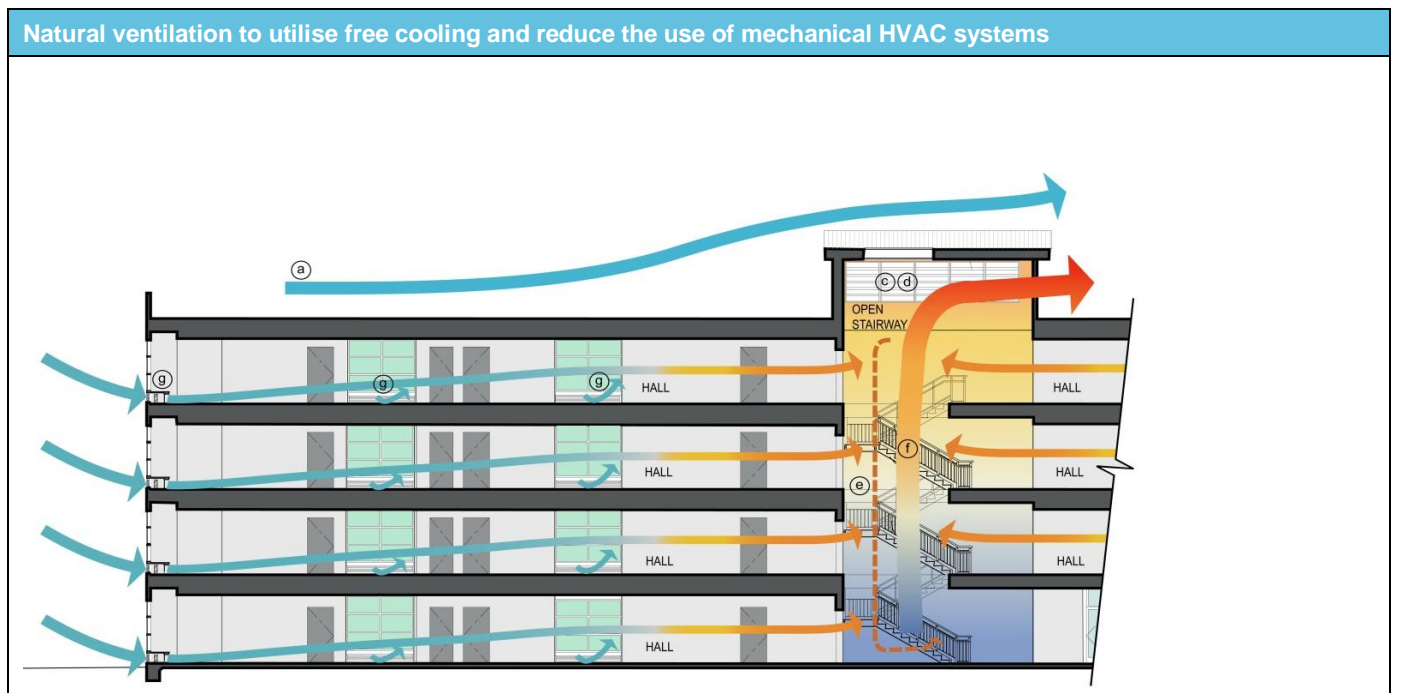 Natural ventilation to utilise free cooling and reduce the use of mechanical HVAC systems
a
c d
OPEN
STAIRWAY
g
g
g
HALL
HALL
f
HALL
HALL
e
HALL
HALL
HALL